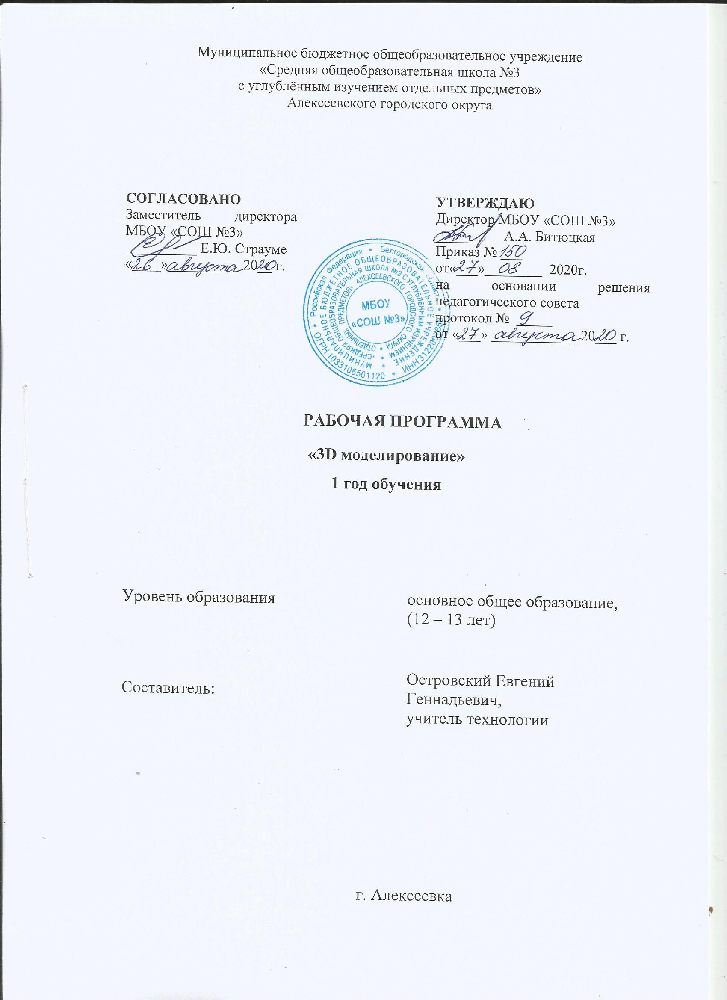 Муниципальное бюджетное общеобразовательное учреждение
«Средняя общеобразовательная школа №3
с углублённым изучением отдельных предметов»
Алексеевского городского округа
СОГЛАСОВАНО
Заместитель директора
МБОУ «СОШ №3»
Е.Ю. Страуме
«26» августа 2020г.
УТВЕРЖДАЮ
Директор МБОУ «СОШ №3»
А.А. Битюцкая
Приказ № 150
от«27» 08 2020г.
на основании решения
педагогического совета
протокол № 9
от «27» августа 2020 г.
Российская Федерация • Белгородская область •
ОГРН 1033106501120 •
МУНИЦИПАЛЬНОЕ БЮДЖЕТНОЕ ОБЩЕОБРАЗОВАТЕЛЬНОЕ УЧРЕЖДЕНИЕ •
«СРЕДНЯЯ ОБЩЕОБРАЗОВАТЕЛЬНАЯ ШКОЛА №3 С УГЛУБЛЕННЫМ ИЗУЧЕНИЕМ •
ОТДЕЛЬНЫХ ПРЕДМЕТОВ» АЛЕКСЕЕВСКОГО ГОРОДСКОГО ОКРУГА •
МБОУ
«СОШ №3»
РАБОЧАЯ ПРОГРАММА
«3D моделирование»
1 год обучения
Уровень образования
основное общее образование,
(12 – 13 лет)
Составитель:
Островский Евгений
Геннадьевич,
учитель технологии
г. Алексеевка